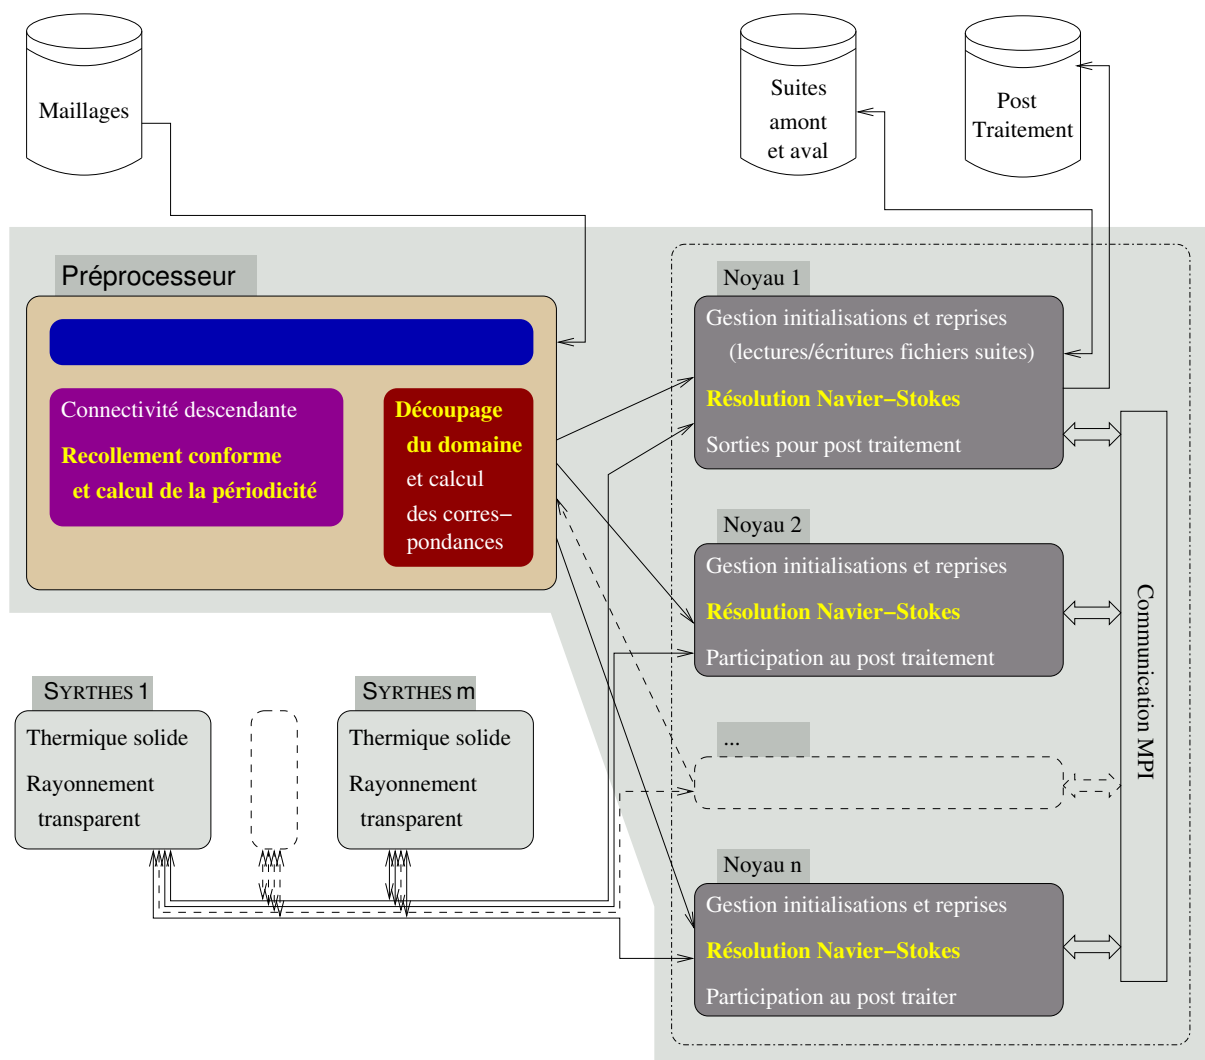 Maillages
Suites
amont
et aval
Post
Traitement
Préprocesseur
Connectivité descendante
Recollement conforme
et calcul de la périodicité
Découpage
du domaine
et calcul
des corres−
pondances
Noyau 1
Gestion initialisations et reprises
(lectures/écritures fichiers suites)
Résolution Navier−Stokes
Sorties pour post traitement
Noyau 2
Gestion initialisations et reprises
Résolution Navier−Stokes
Participation au post traitement
...
Noyau n
Gestion initialisations et reprises
Résolution Navier−Stokes
Participation au post traiter
Communication MPI
SYRTHES 1
Thermique solide
Rayonnement
transparent
SYRTHES m
Thermique solide
Rayonnement
transparent